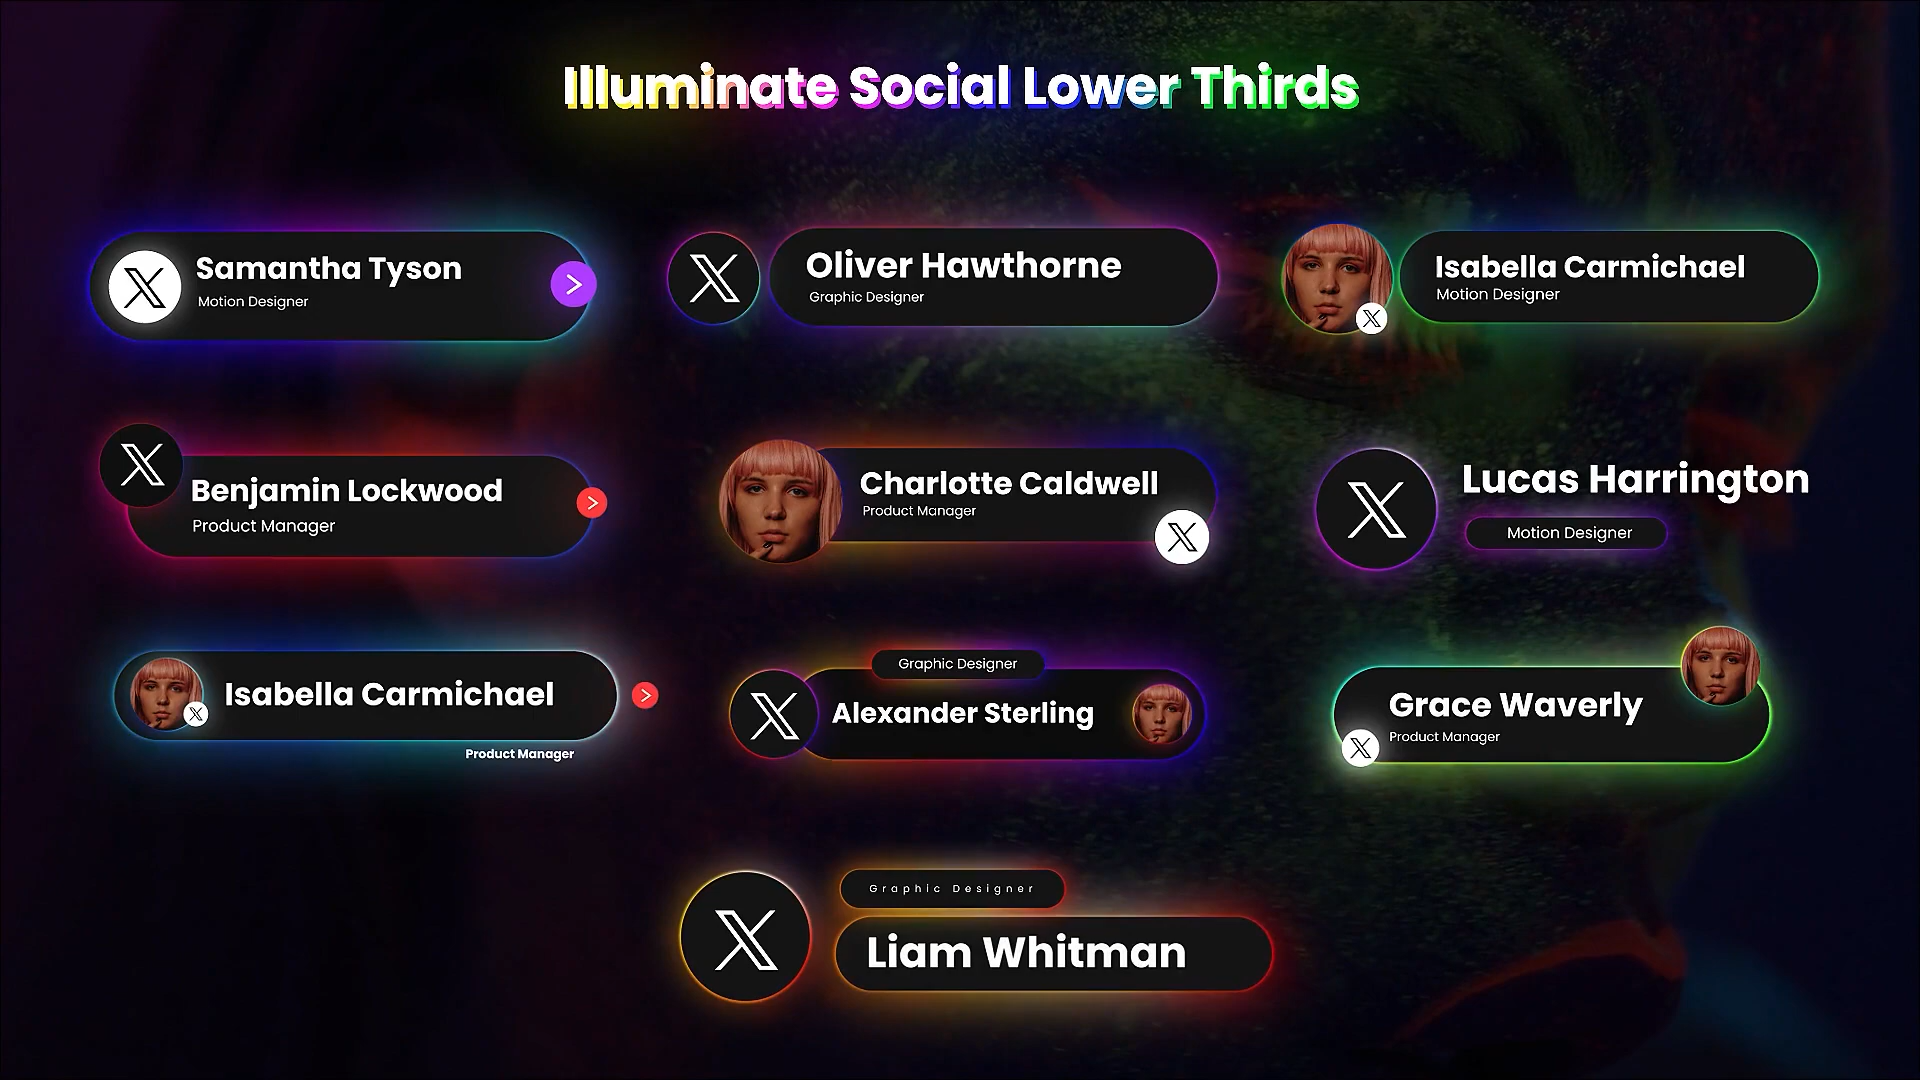 Illuminate Social Lower Thirds
Samantha Tyson
Motion Designer
Oliver Hawthorne
Graphic Designer
Isabella Carmichael
Motion Designer
Benjamin Lockwood
Product Manager
Charlotte Caldwell
Product Manager
Lucas Harrington
Motion Designer
Isabella Carmichael
Product Manager
Graphic Designer
Alexander Sterling
Grace Waverly
Product Manager
Graphic Designer
Liam Whitman